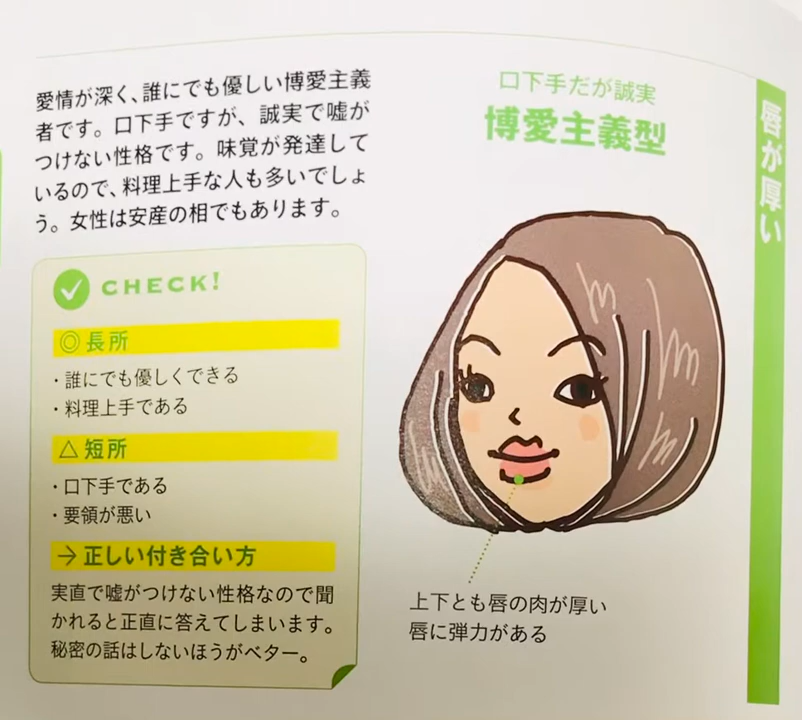 唇が厚い
口下手だが誠実
博愛主義型
愛情が深く、誰にでも優しい博愛主義
者です。口下手ですが、誠実で嘘が
つけない性格です。味覚が発達して
いるので、料理上手な人も多いでしょ
う。女性は安産の相でもあります。
CHECK!
◎長所
・誰にでも優しくできる
・料理上手である
△短所
・口下手である
・要領が悪い
→正しい付き合い方
実直で嘘がつけない性格なので聞
かれると正直に答えてしまいます。
秘密の話はしないほうがベター。
上下とも唇の肉が厚い
唇に弾力がある